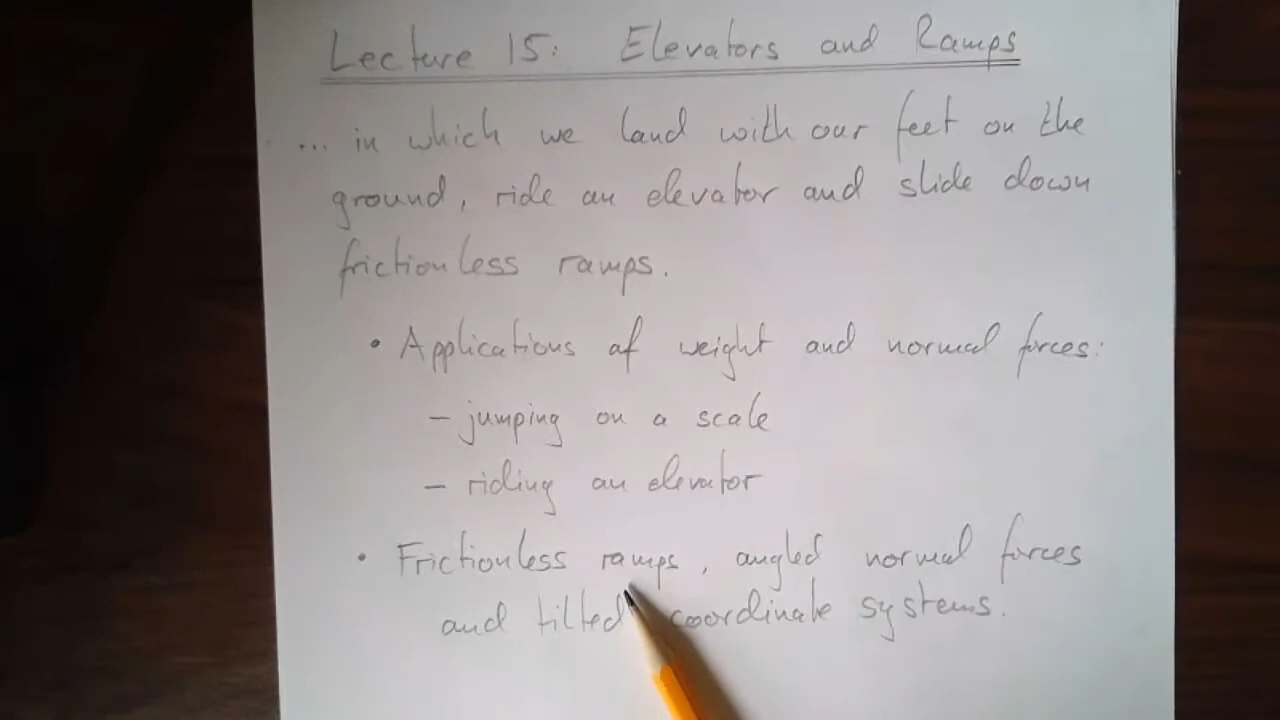 Lecture 15: Elevators and Ramps
... in which we land with our feet on the
ground, ride an elevator and slide down
frictionless ramps.
• Applications of weight and normal forces:
– jumping on a scale
– riding an elevator
• Frictionless ramps, angled normal forces
and tilted coordinate systems.